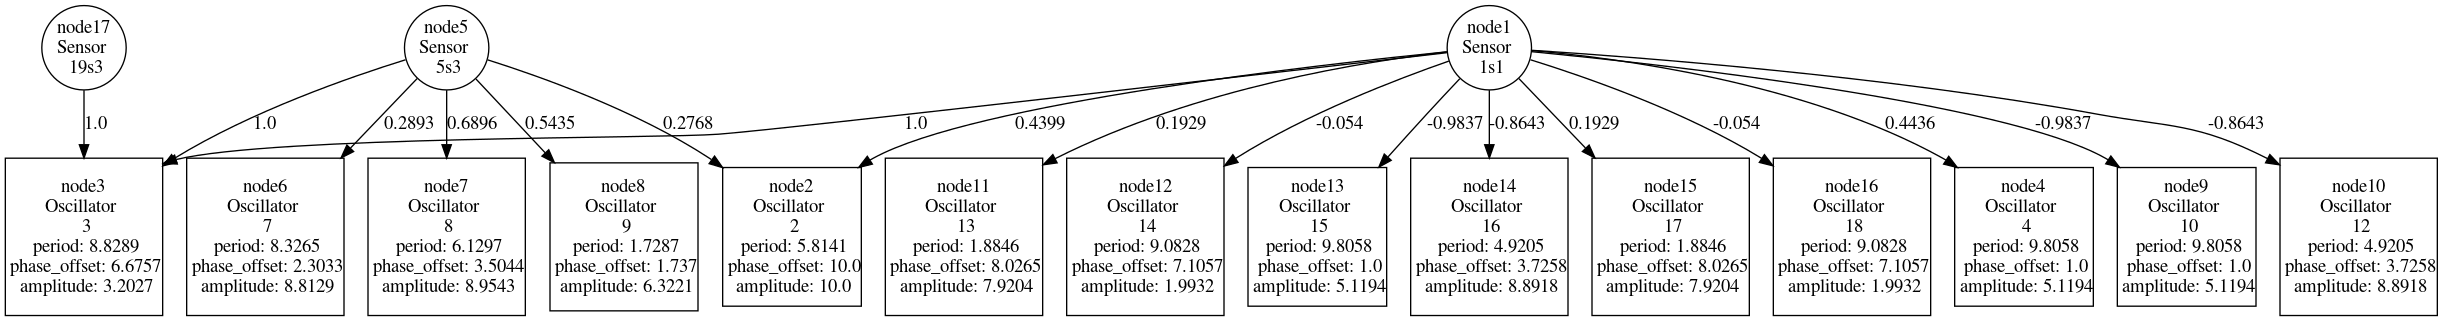 node17
Sensor
19s3
node5
Sensor
5s3
node1
Sensor
1s1
1.0
1.0
0.2893
0.6896
0.5435
0.2768
1.0
0.4399
0.1929
-0.054
-0.9837
-0.8643
0.1929
-0.054
0.4436
-0.9837
-0.8643
node3
Oscillator
3
period: 8.8289
phase_offset: 6.6757
amplitude: 3.2027
node6
Oscillator
7
period: 8.3265
phase_offset: 2.3033
amplitude: 8.8129
node7
Oscillator
8
period: 6.1297
phase_offset: 3.5044
amplitude: 8.9543
node8
Oscillator
9
period: 1.7287
phase_offset: 1.737
amplitude: 6.3221
node2
Oscillator
2
period: 5.8141
phase_offset: 10.0
amplitude: 10.0
node11
Oscillator
13
period: 1.8846
phase_offset: 8.0265
amplitude: 7.9204
node12
Oscillator
14
period: 9.0828
phase_offset: 7.1057
amplitude: 1.9932
node13
Oscillator
15
period: 9.8058
phase_offset: 1.0
amplitude: 5.1194
node14
Oscillator
16
period: 4.9205
phase_offset: 3.7258
amplitude: 8.8918
node15
Oscillator
17
period: 1.8846
phase_offset: 8.0265
amplitude: 7.9204
node16
Oscillator
18
period: 9.0828
phase_offset: 7.1057
amplitude: 1.9932
node4
Oscillator
4
period: 9.8058
phase_offset: 1.0
amplitude: 5.1194
node9
Oscillator
10
period: 9.8058
phase_offset: 1.0
amplitude: 5.1194
node10
Oscillator
12
period: 4.9205
phase_offset: 3.7258
amplitude: 8.8918